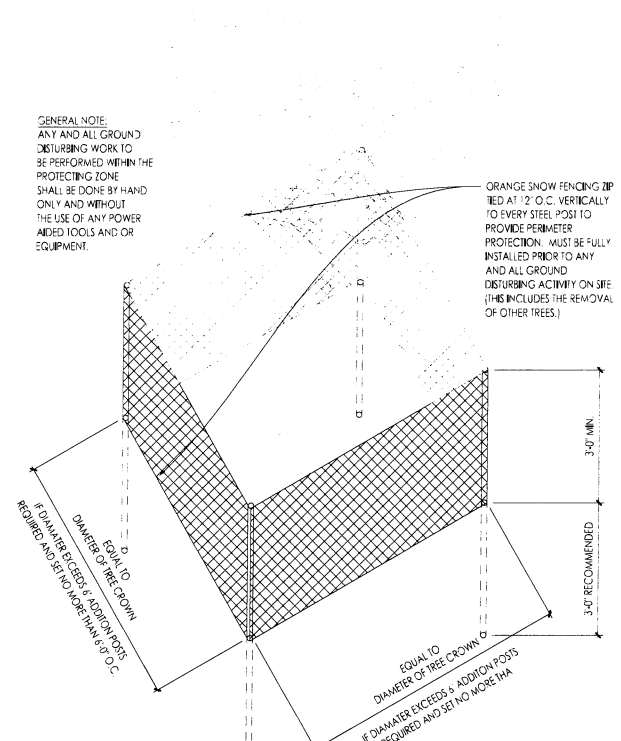 GENERAL NOTE:
ANY AND ALL GROUND
DISTURBING WORK TO
BE PERFORMED WITHIN THE
PROTECTING ZONE
SHALL BE DONE BY HAND
ONLY AND WITHOUT
THE USE OF ANY POWER
AIDED TOOLS AND OR
EQUIPMENT.
ORANGE SNOW FENCING ZIP
TIED AT 12" O.C. VERTICALLY
TO EVERY STEEL POST TO
PROVIDE PERIMETER
PROTECTION. MUST BE FULLY
INSTALLED PRIOR TO ANY
AND ALL GROUND
DISTURBING ACTIVITY ON SITE.
(THIS INCLUDES THE REMOVAL
OF OTHER TREES.)
3'-0" MIN.
3'-0" RECOMMENDED
EQUAL TO
DIAMETER OF TREE CROWN
IF DIAMATER EXCEEDS 6' ADDITON POSTS
REQUIRED AND SET NO MORE THAN 6'-0" O.C.
EQUAL TO
DIAMETER OF TREE CROWN
IF DIAMATER EXCEEDS 6' ADDITON POSTS
REQUIRED AND SET NO MORE THA